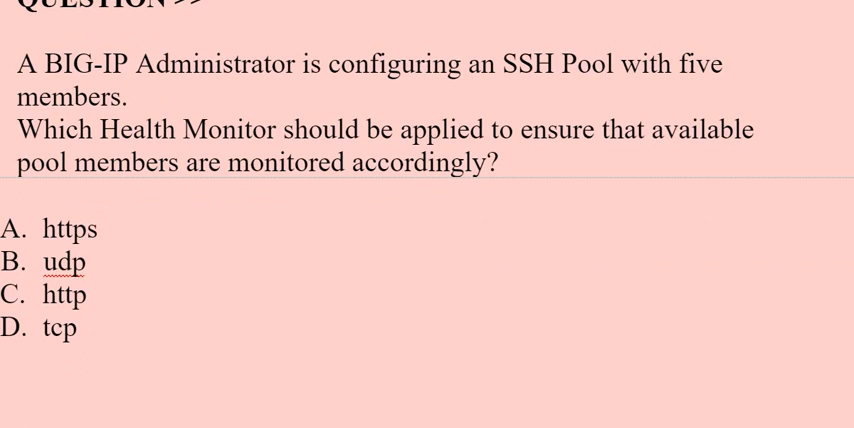 QUESTION >>
A BIG-IP Administrator is configuring an SSH Pool with five
members.
Which Health Monitor should be applied to ensure that available
pool members are monitored accordingly?
A. https
B. udp
C. http
D. tcp